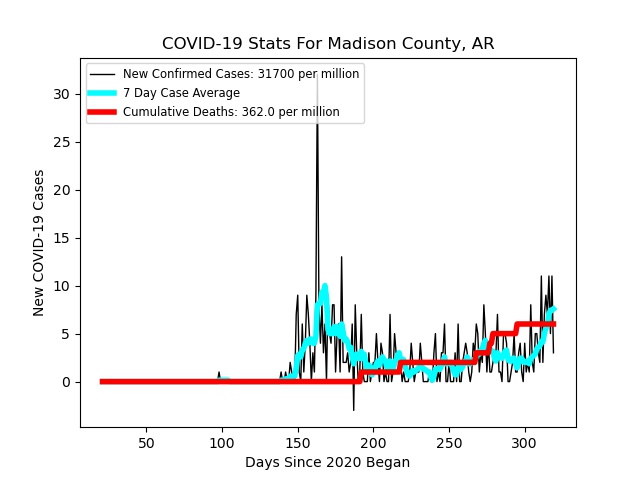 COVID-19 Stats For Madison County, AR
New Confirmed Cases: 31700 per million
7 Day Case Average
Cumulative Deaths: 362.0 per million
New COVID-19 Cases
30
25
20
15
10
5
0
50 100 150 200 250 300
Days Since 2020 Began